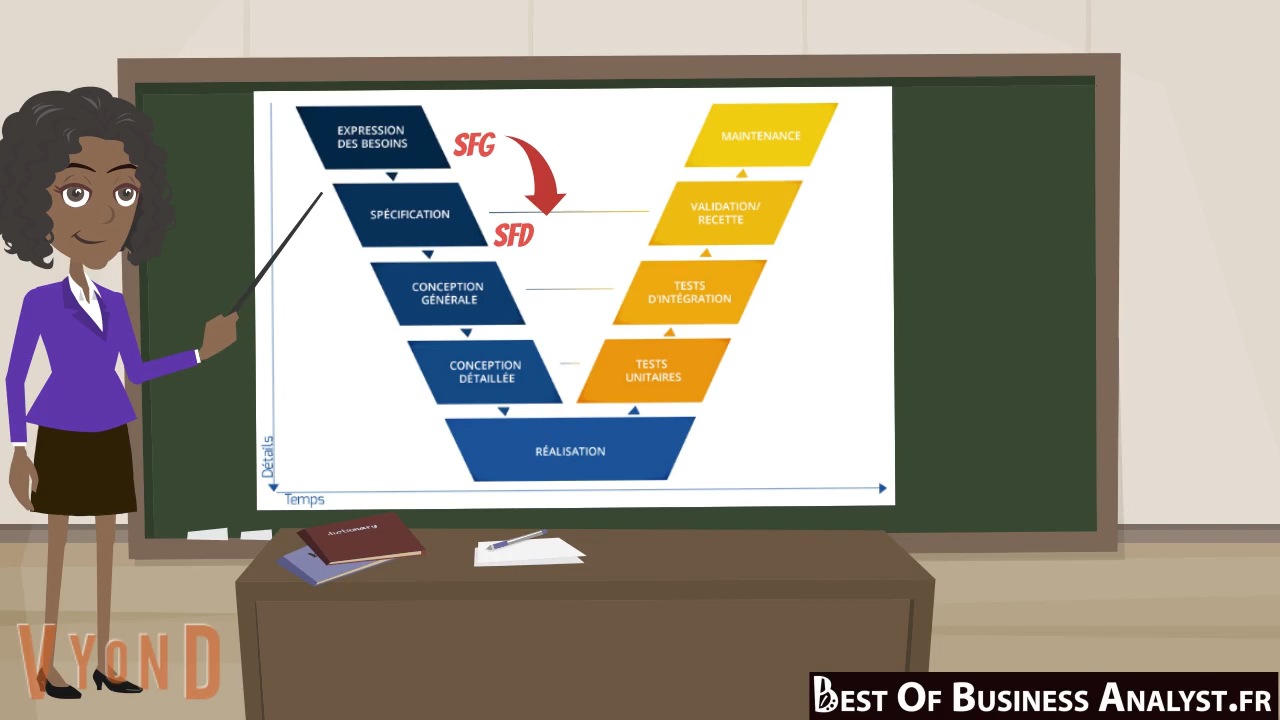 EXPRESSION
DES BESOINS
SFG
MAINTENANCE
SPÉCIFICATION
SFD
VALIDATION/
RECETTE
CONCEPTION
GÉNÉRALE
TESTS
D'INTÉGRATION
CONCEPTION
DÉTAILLÉE
TESTS
UNITAIRES
RÉALISATION
Détails
Temps
dictionary
VYOND
BEST OF BUSINESS ANALYST.FR